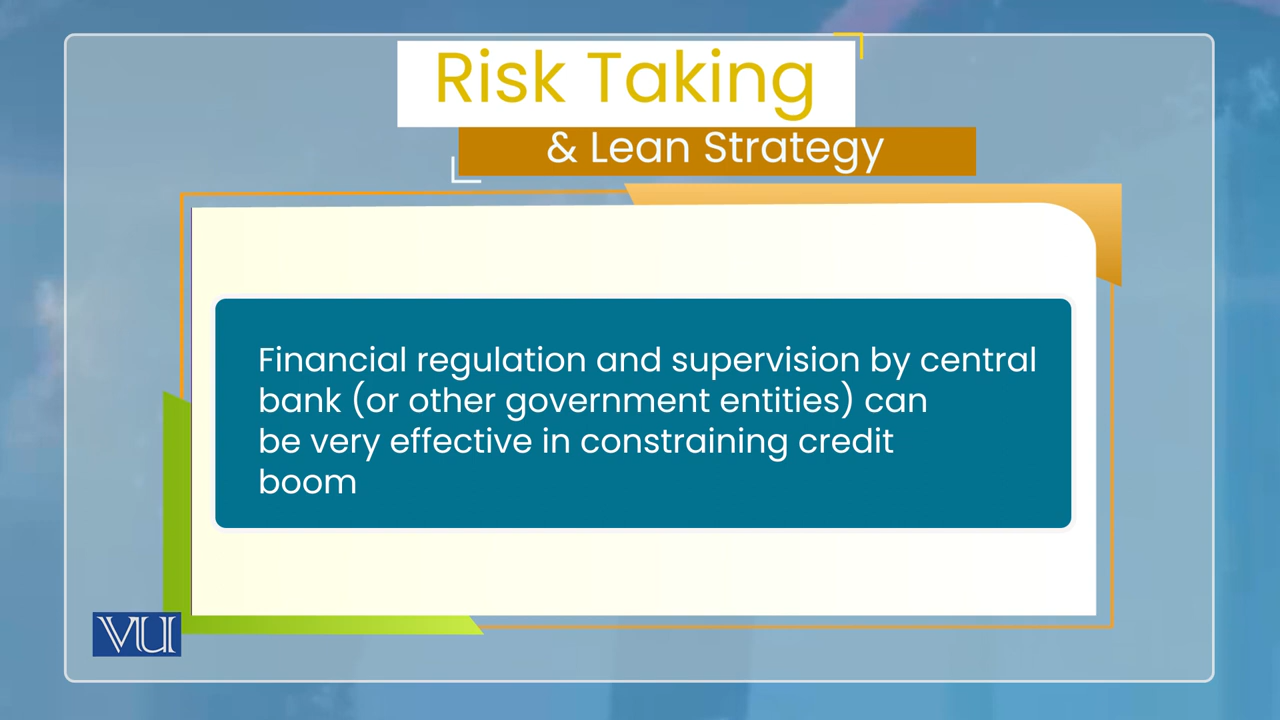 Risk Taking
& Lean Strategy
Financial regulation and supervision by central
bank (or other government entities) can
be very effective in constraining credit
boom
VU